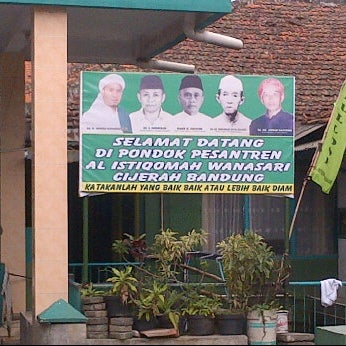 SELAMAT DATANG
DI PONDOK PESANTREN
AL ISTIQOMAH WANASARI
CIJERAH BANDUNG
KATAKANLAH YANG BAIK BAIK ATAU LEBIH BAIK DIAM